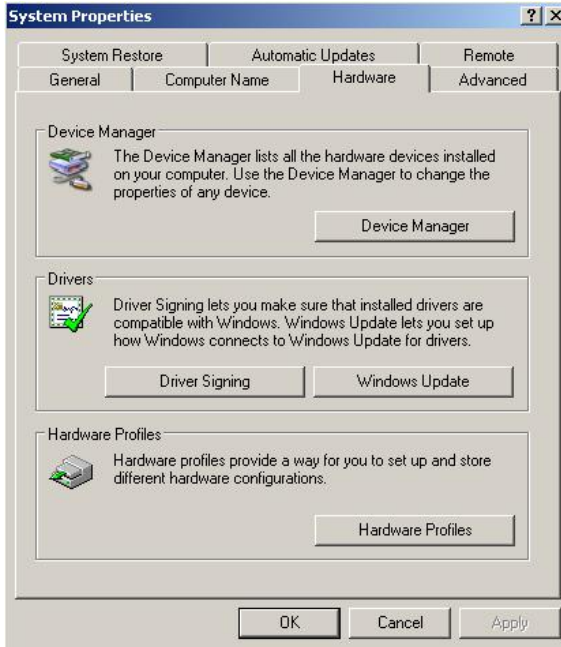 System Properties
System Restore
Automatic Updates
Remote
General
Computer Name
Hardware
Advanced
Device Manager
The Device Manager lists all the hardware devices installed
on your computer. Use the Device Manager to change the
properties of any device.
Device Manager
Drivers
Driver Signing lets you make sure that installed drivers are
compatible with Windows. Windows Update lets you set up
how Windows connects to Windows Update for drivers.
Driver Signing
Windows Update
Hardware Profiles
Hardware profiles provide a way for you to set up and store
different hardware configurations.
Hardware Profiles
OK
Cancel
Apply